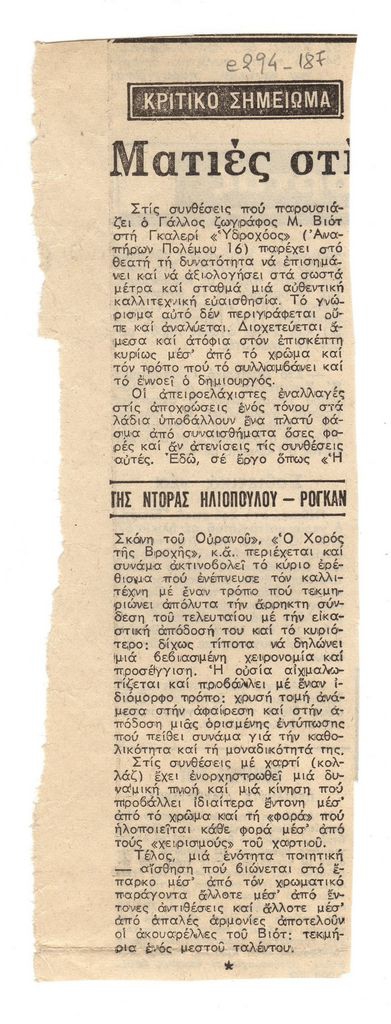 e294-187
ΚΡΙΤΙΚΟ ΣΗΜΕΙΩΜΑ
Ματιές στὶ
Στίς συνθέσεις πού παρουσιά-
ζει ὁ Γάλλος ζωγράφος Μ. Βιότ
στή Γκαλερί «Ὑδροχόος» (Ἀνα-
πήρων Πολέμου 16) παρέχει στό
θεατή τή δυνατότητα νά ἐπισημά-
νει καί νά ἀξιολογήσει στά σωστά
μέτρα καί σταθμά μιά αὐθεντική
καλλιτεχνική εὐαισθησία. Τό γνώ-
ρισμα αὐτό δέν περιγράφεται οὔ-
τε καί ἀναλύεται. Διοχετεύεται ἄ-
μεσα καί ἀτόφια στόν ἐπισκέπτη
κυρίως μέσ' ἀπό τό χρῶμα καί
τόν τρόπο πού τό συλλαμβάνει καί
τό ἐννοεῖ ὁ δημιουργός.
Οἱ ἀπειροελάχιστες ἐναλλαγές
στίς ἀποχρώσεις ἑνός τόνου στά
λάδια ὑποβάλλουν ἕνα πλατύ φά-
σμα ἀπό συναισθήματα ὅσες φο-
ρές καί ἄν ἀτενίσεις τίς συνθέσεις
αὐτές. Ἐδῶ, σέ ἔργο ὅπως «Ἡ
ΤΗΣ ΝΤΟΡΑΣ ΗΛΙΟΠΟΥΛΟΥ — ΡΟΓΚΑΝ
Σκόνη τοῦ Οὐρανοῦ», «Ὁ Χορός
τῆς Βροχῆς», κ.ἄ. περιέχεται καί
συνάμα ἀκτινοβολεῖ τό κύριο ἐρέ-
θισμα πού ἐνέπνευσε τόν καλλι-
τέχνη μέ ἕναν τρόπο πού τεκμη-
ριώνει ἀπόλυτα τήν ἄρρηκτη σύν-
δεση τοῦ τελευταίου μέ τήν εἰκα-
στική ἀπόδοσή του καί τό κυριό-
τερο: δίχως τίποτα νά δηλώνει
μιά βεβιασμένη χειρονομία καί
προσέγγιση. Ἡ οὐσία αἰχμαλω-
τίζεται καί προβάλλει μέ ἕναν ἰ-
διόμορφο τρόπο: χρυσή τομή ἀνά-
μεσα στήν ἀφαίρεση καί στήν ἀ-
πόδοση μιᾶς ὁρισμένης ἐντύπωσης
πού πείθει συνάμα γιά τήν καθο-
λικότητα καί τή μοναδικότητά της.
Στίς συνθέσεις μέ χαρτί (κολ-
λάζ) ἔχει ἐνορχηστρωθεῖ μιά δυ-
ναμική πνοή καί μιά κίνηση πού
προβάλλει ἰδιαίτερα ἔντονη μέσ'
ἀπό τό χρῶμα καί τή «φορά» πού
ὑλοποιεῖται κάθε φορά μέσ' ἀπό
τούς «χειρισμούς» τοῦ χαρτιοῦ.
Τέλος, μιά ἑνότητα ποιητική
— αἴσθηση πού βιώνεται στό ἔ-
παρκο μέσ' ἀπό τόν χρωματικό
παράγοντα ἄλλοτε μέσ' ἀπό ἔν-
τονες ἀντιθέσεις καί ἄλλοτε μέσ'
ἀπό ἁπαλές ἁρμονίες ἀποτελοῦν
οἱ ἀκουαρέλλες τοῦ Βιότ: τεκμή-
ρια ἑνός μεστοῦ ταλέντου.
*